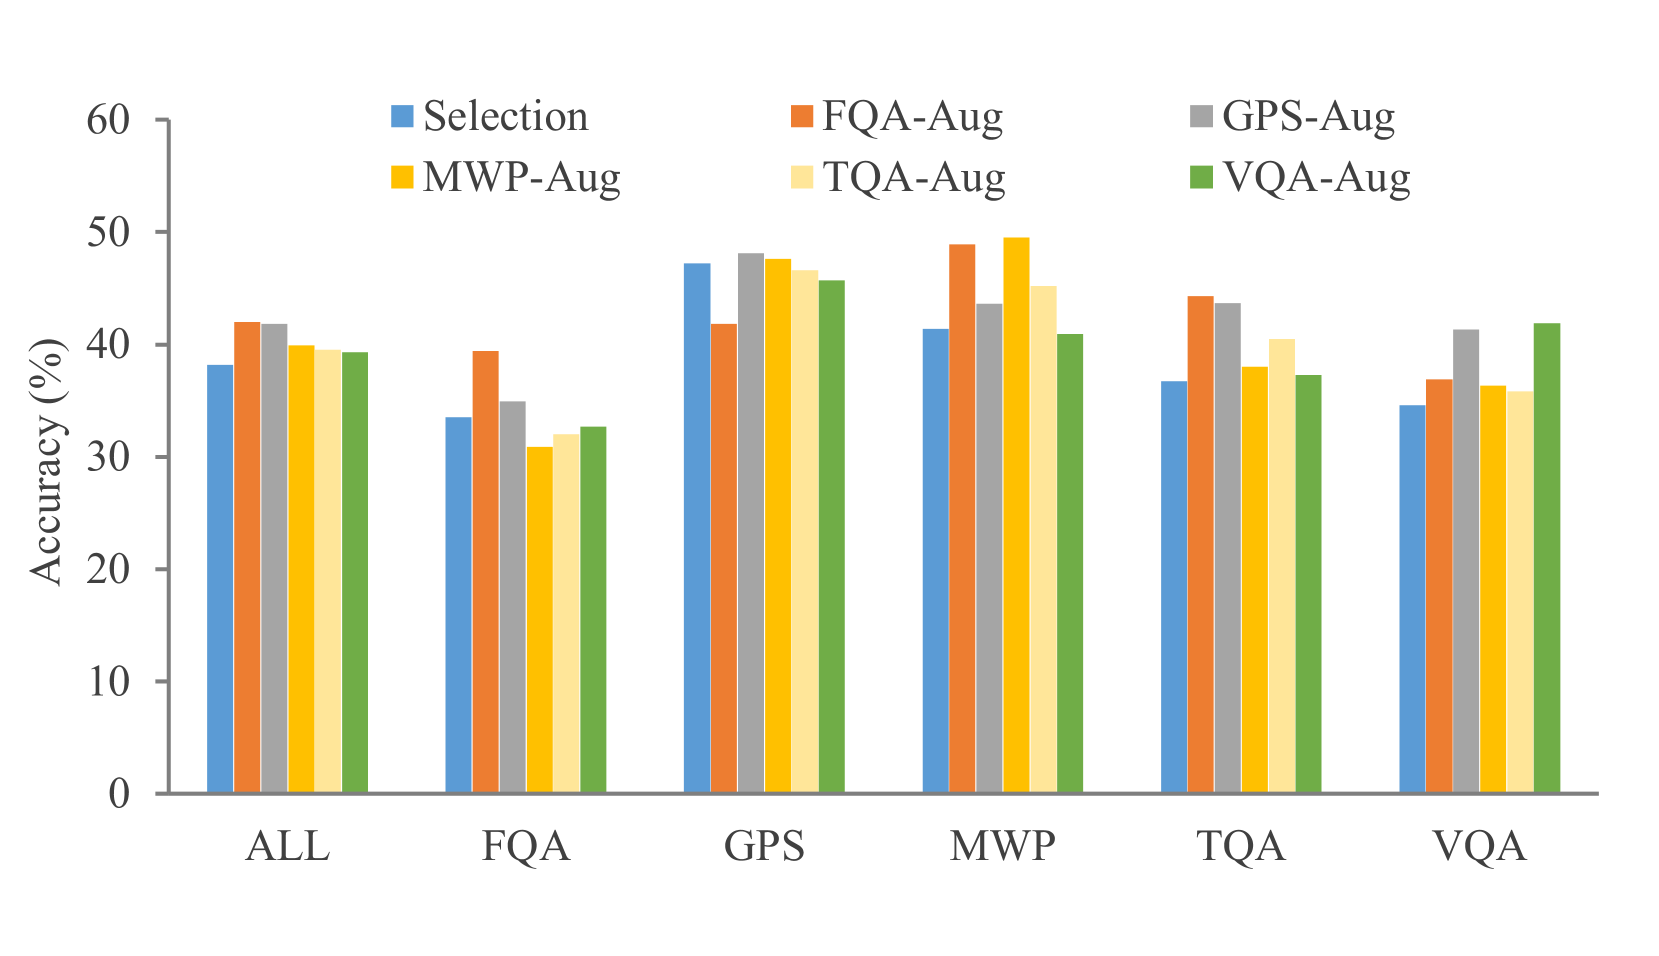 Selection FQA-Aug GPS-Aug
MWP-Aug TQA-Aug VQA-Aug
60
50
40
30
20
10
0
Accuracy (%)
ALL FQA GPS MWP TQA VQA